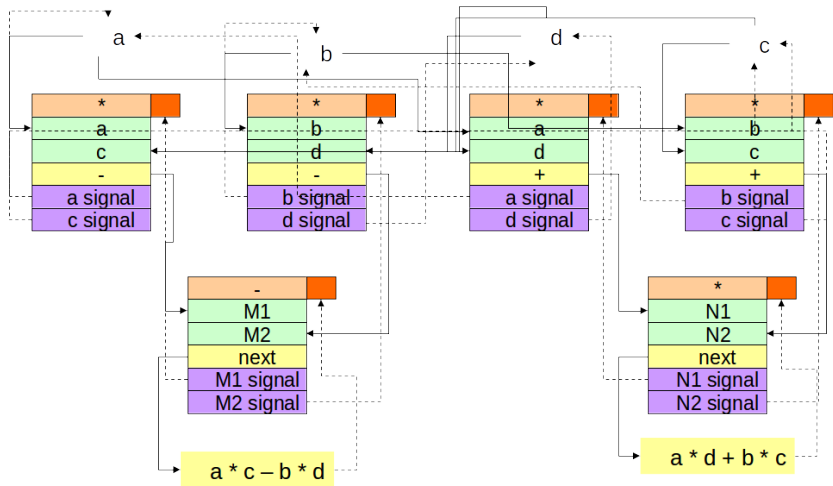 a
b
d
c
*
a
c
-
a signal
c signal
*
b
d
-
b signal
d signal
*
a
d
+
a signal
d signal
*
b
c
+
b signal
c signal
-
M1
M2
next
M1 signal
M2 signal
*
N1
N2
next
N1 signal
N2 signal
a * c – b * d
a * d + b * c